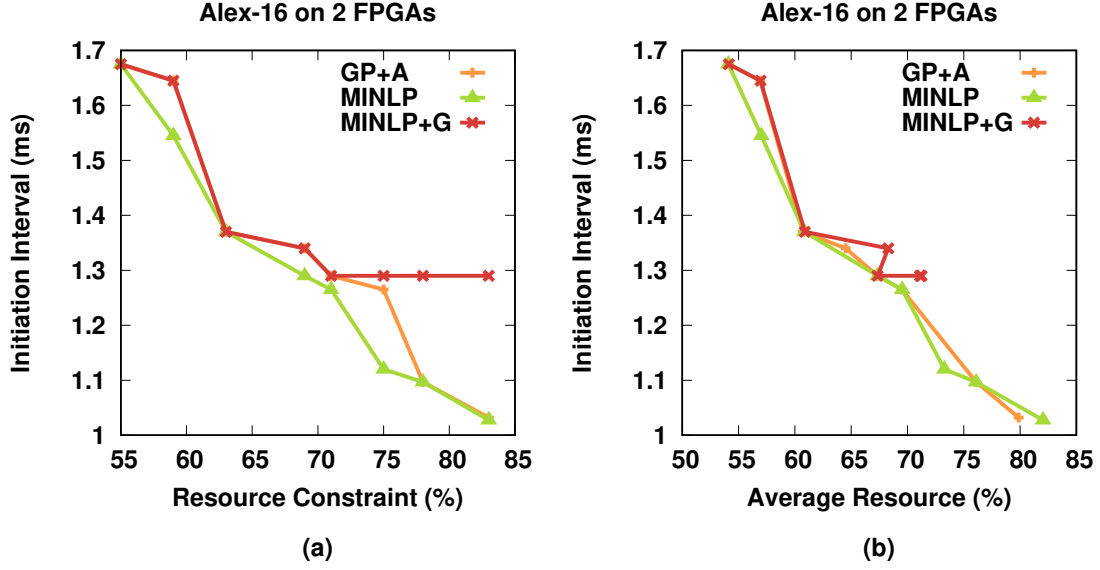 Alex-16 on 2 FPGAs
Initiation Interval (ms)
1.7
1.6
1.5
1.4
1.3
1.2
1.1
1
GP+A
MINLP
MINLP+G
55 60 65 70 75 80 85
Resource Constraint (%)
(a)
Alex-16 on 2 FPGAs
Initiation Interval (ms)
1.7
1.6
1.5
1.4
1.3
1.2
1.1
1
GP+A
MINLP
MINLP+G
50 55 60 65 70 75 80 85
Average Resource (%)
(b)